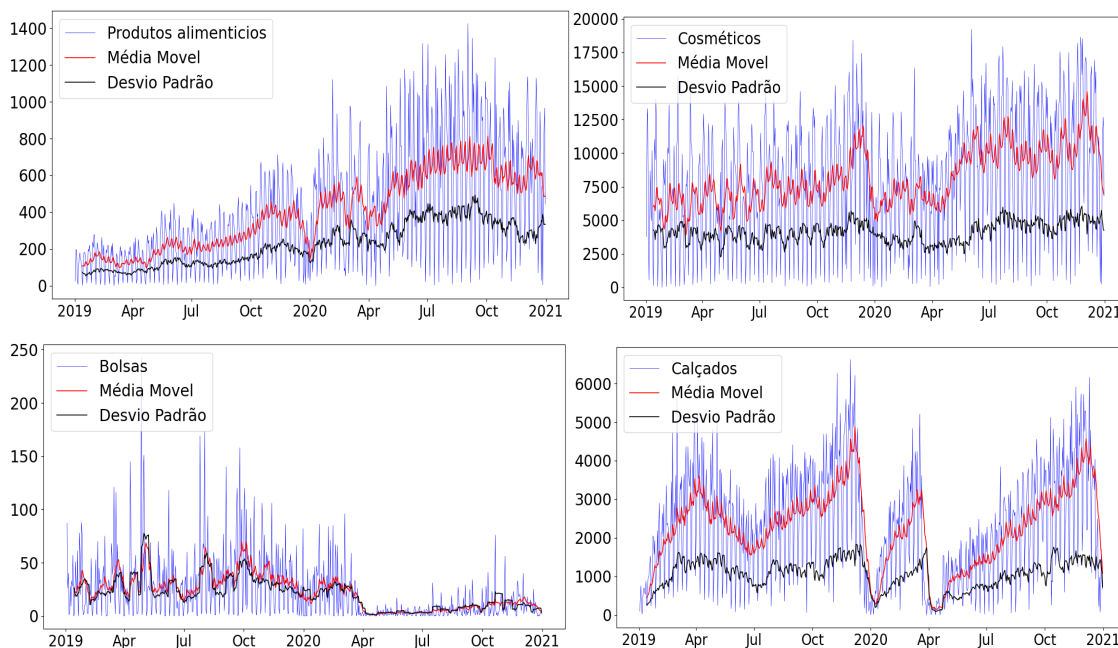 Produtos alimenticios
Média Movel
Desvio Padrão
1400
1200
1000
800
600
400
200
0
2019 Apr Jul Oct 2020 Apr Jul Oct 2021
Cosméticos
Média Movel
Desvio Padrão
20000
17500
15000
12500
10000
7500
5000
2500
0
2019 Apr Jul Oct 2020 Apr Jul Oct 2021
Bolsas
Média Movel
Desvio Padrão
250
200
150
100
50
0
2019 Apr Jul Oct 2020 Apr Jul Oct 2021
Calçados
Média Movel
Desvio Padrão
6000
5000
4000
3000
2000
1000
0
2019 Apr Jul Oct 2020 Apr Jul Oct 2021